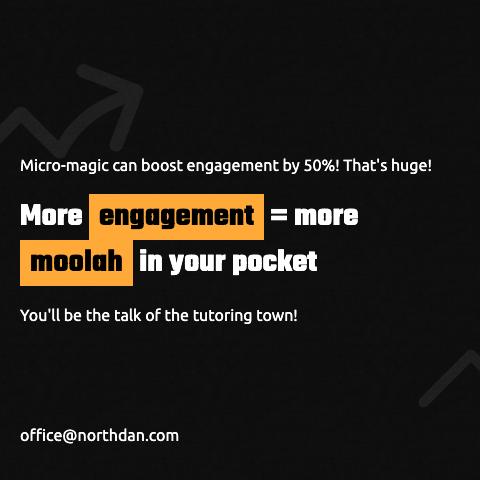 Micro-magic can boost engagement by 50%! That's huge!
More engagement = more
moolah in your pocket
You'll be the talk of the tutoring town!
office@northdan.com